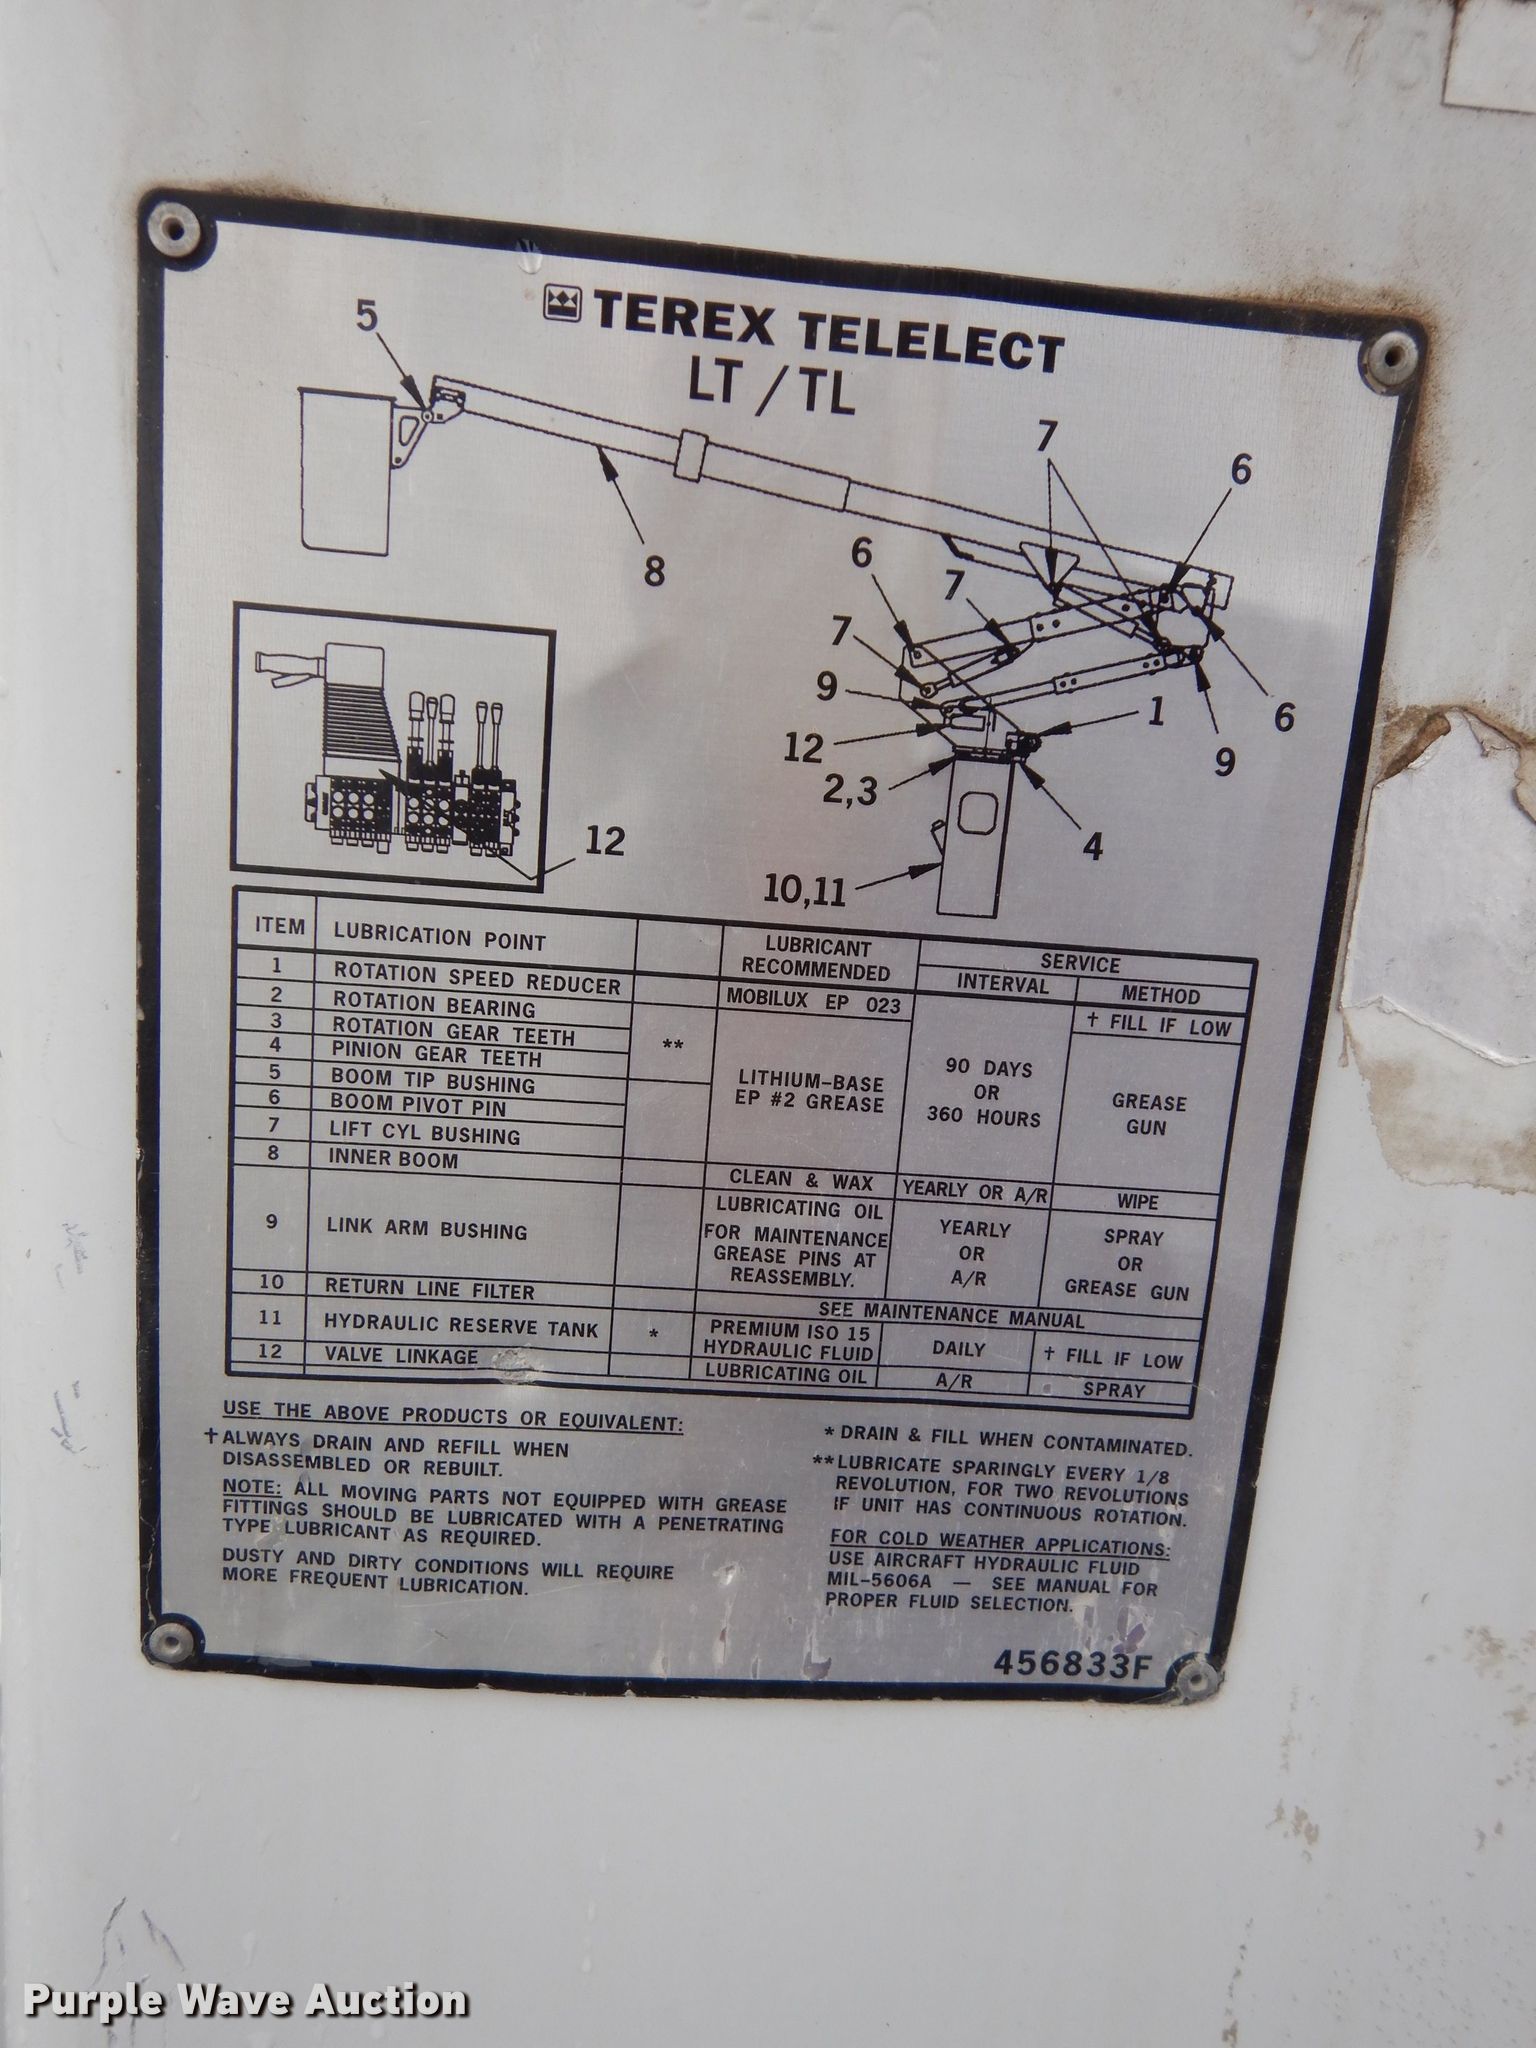 TEREX TELELECT
LT / TL
5
7
6
8
6
7
7
9
1
6
12
9
2,3
12
4
10,11
ITEM LUBRICATION POINT LUBRICANT RECOMMENDED SERVICE
INTERVAL METHOD
1 ROTATION SPEED REDUCER MOBILUX EP 023 † FILL IF LOW
2 ROTATION BEARING
3 ROTATION GEAR TEETH **
4 PINION GEAR TEETH
5 BOOM TIP BUSHING LITHIUM-BASE EP #2 GREASE 90 DAYS OR 360 HOURS GREASE GUN
6 BOOM PIVOT PIN
7 LIFT CYL BUSHING
8 INNER BOOM CLEAN & WAX YEARLY OR A/R WIPE
9 LINK ARM BUSHING LUBRICATING OIL FOR MAINTENANCE GREASE PINS AT REASSEMBLY. YEARLY OR A/R SPRAY OR GREASE GUN
10 RETURN LINE FILTER SEE MAINTENANCE MANUAL
11 HYDRAULIC RESERVE TANK * PREMIUM ISO 15 HYDRAULIC FLUID DAILY † FILL IF LOW
12 VALVE LINKAGE LUBRICATING OIL A/R SPRAY
USE THE ABOVE PRODUCTS OR EQUIVALENT:
†ALWAYS DRAIN AND REFILL WHEN
DISASSEMBLED OR REBUILT.
NOTE: ALL MOVING PARTS NOT EQUIPPED WITH GREASE
FITTINGS SHOULD BE LUBRICATED WITH A PENETRATING
TYPE LUBRICANT AS REQUIRED.
DUSTY AND DIRTY CONDITIONS WILL REQUIRE
MORE FREQUENT LUBRICATION.
* DRAIN & FILL WHEN CONTAMINATED.
**LUBRICATE SPARINGLY EVERY 1/8
REVOLUTION, FOR TWO REVOLUTIONS
IF UNIT HAS CONTINUOUS ROTATION.
FOR COLD WEATHER APPLICATIONS:
USE AIRCRAFT HYDRAULIC FLUID
MIL-5606A — SEE MANUAL FOR
PROPER FLUID SELECTION.
456833F
Purple Wave Auction